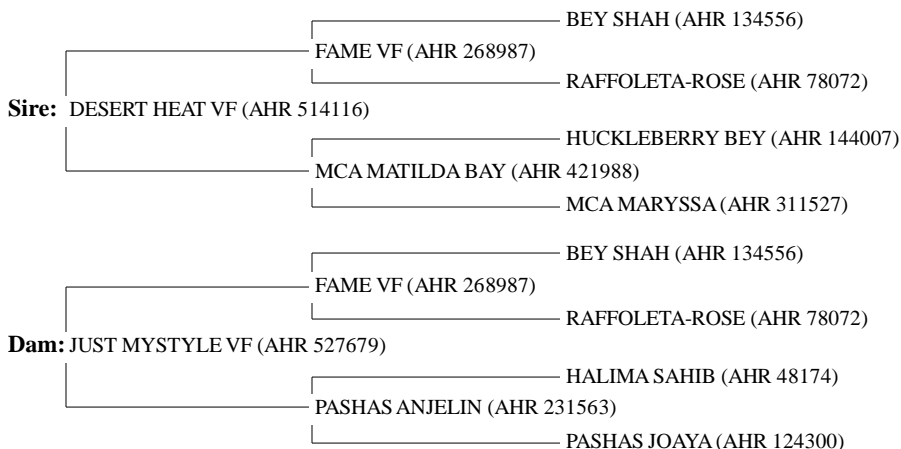 BEY SHAH (AHR 134556)
FAME VF (AHR 268987)
RAFFOLETA-ROSE (AHR 78072)
Sire: DESERT HEAT VF (AHR 514116)
HUCKLEBERRY BEY (AHR 144007)
MCA MATILDA BAY (AHR 421988)
MCA MARYSSA (AHR 311527)
BEY SHAH (AHR 134556)
FAME VF (AHR 268987)
RAFFOLETA-ROSE (AHR 78072)
Dam: JUST MYSTYLE VF (AHR 527679)
HALIMA SAHIB (AHR 48174)
PASHAS ANJELIN (AHR 231563)
PASHAS JOAYA (AHR 124300)